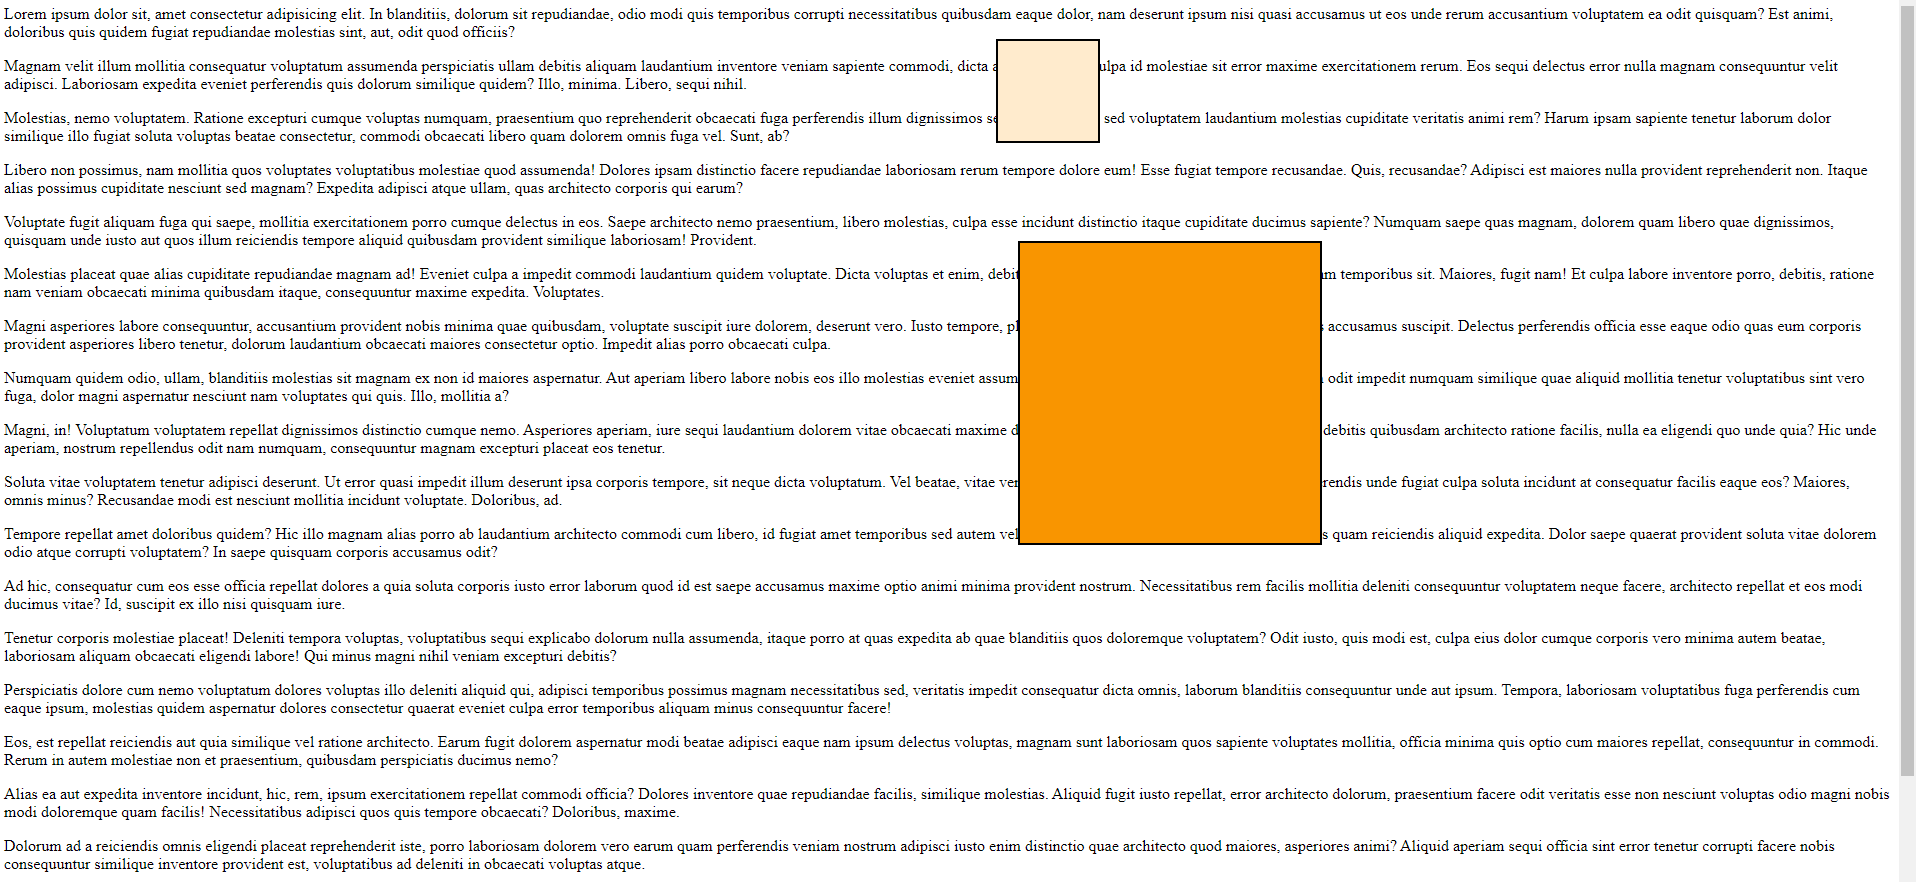 Lorem ipsum dolor sit, amet consectetur adipisicing elit. In blanditiis, dolorum sit repudiandae, odio modi quis temporibus corrupti necessitatibus quibusdam eaque dolor, nam deserunt ipsum nisi quasi accusamus ut eos unde rerum accusantium voluptatem ea odit quisquam? Est animi,
doloribus quis quidem fugiat repudiandae molestias sint, aut, odit quod officiis?
Magnam velit illum mollitia consequatur voluptatum assumenda perspiciatis ullam debitis aliquam laudantium inventore veniam sapiente commodi, dicta ulpa id molestiae sit error maxime exercitationem rerum. Eos sequi delectus error nulla magnam consequuntur velit
adipisci. Laboriosam expedita eveniet perferendis quis dolorum similique quidem? Illo, minima. Libero, sequi nihil.
Molestias, nemo voluptatem. Ratione excepturi cumque voluptas numquam, praesentium quo reprehenderit obcaecati fuga perferendis illum dignissimos sed voluptatem laudantium molestias cupiditate veritatis animi rem? Harum ipsam sapiente tenetur laborum dolor
similique illo fugiat soluta voluptas beatae consectetur, commodi obcaecati libero quam dolorem omnis fuga vel. Sunt, ab?
Libero non possimus, nam mollitia quos voluptates voluptatibus molestiae quod assumenda! Dolores ipsam distinctio facere repudiandae laboriosam rerum tempore dolore eum! Esse fugiat tempore recusandae. Quis, recusandae? Adipisci est maiores nulla provident reprehenderit non. Itaque
alias possimus cupiditate nesciunt sed magnam? Expedita adipisci atque ullam, quas architecto corporis qui earum?
Voluptate fugit aliquam fuga qui saepe, mollitia exercitationem porro cumque delectus in eos. Saepe architecto nemo praesentium, libero molestias, culpa esse incidunt distinctio itaque cupiditate ducimus sapiente? Numquam saepe quas magnam, dolorem quam libero quae dignissimos,
quisquam unde iusto aut quos illum reiciendis tempore aliquid quibusdam provident similique laboriosam! Provident.
Molestias placeat quae alias cupiditate repudiandae magnam ad! Eveniet culpa a impedit commodi laudantium quidem voluptate. Dicta voluptas et enim, debit temporibus sit. Maiores, fugit nam! Et culpa labore inventore porro, debitis, ratione
nam veniam obcaecati minima quibusdam itaque, consequuntur maxime expedita. Voluptates.
Magni asperiores labore consequuntur, accusantium provident nobis minima quae quibusdam, voluptate suscipit iure dolorem, deserunt vero. Iusto tempore, accusamus suscipit. Delectus perferendis officia esse eaque odio quas eum corporis
provident asperiores libero tenetur, dolorum laudantium obcaecati maiores consectetur optio. Impedit alias porro obcaecati culpa.
Numquam quidem odio, ullam, blanditiis molestias sit magnam ex non id maiores aspernatur. Aut aperiam libero labore nobis eos illo molestias eveniet assum odit impedit numquam similique quae aliquid mollitia tenetur voluptatibus sint vero
fuga, dolor magni aspernatur nesciunt nam voluptates qui quis. Illo, mollitia a?
Magni, in! Voluptatum voluptatem repellat dignissimos distinctio cumque nemo. Asperiores aperiam, iure sequi laudantium dolorem vitae obcaecati maxime debitis quibusdam architecto ratione facilis, nulla ea eligendi quo unde quia? Hic unde
aperiam, nostrum repellendus odit nam numquam, consequuntur magnam excepturi placeat eos tenetur.
Soluta vitae voluptatem tenetur adipisci deserunt. Ut error quasi impedit illum deserunt ipsa corporis tempore, sit neque dicta voluptatum. Vel beatae, vitae ver rendis unde fugiat culpa soluta incidunt at consequatur facilis eaque eos? Maiores,
omnis minus? Recusandae modi est nesciunt mollitia incidunt voluptate. Doloribus, ad.
Tempore repellat amet doloribus quidem? Hic illo magnam alias porro ab laudantium architecto commodi cum libero, id fugiat amet temporibus sed autem vel s quam reiciendis aliquid expedita. Dolor saepe quaerat provident soluta vitae dolorem
odio atque corrupti voluptatem? In saepe quisquam corporis accusamus odit?
Ad hic, consequatur cum eos esse officia repellat dolores a quia soluta corporis iusto error laborum quod id est saepe accusamus maxime optio animi minima provident nostrum. Necessitatibus rem facilis mollitia deleniti consequuntur voluptatem neque facere, architecto repellat et eos modi
ducimus vitae? Id, suscipit ex illo nisi quisquam iure.
Tenetur corporis molestiae placeat! Deleniti tempora voluptas, voluptatibus sequi explicabo dolorum nulla assumenda, itaque porro at quas expedita ab quae blanditiis quos doloremque voluptatem? Odit iusto, quis modi est, culpa eius dolor cumque corporis vero minima autem beatae,
laboriosam aliquam obcaecati eligendi labore! Qui minus magni nihil veniam excepturi debitis?
Perspiciatis dolore cum nemo voluptatum dolores voluptas illo deleniti aliquid qui, adipisci temporibus possimus magnam necessitatibus sed, veritatis impedit consequatur dicta omnis, laborum blanditiis consequuntur unde aut ipsum. Tempora, laboriosam voluptatibus fuga perferendis cum
eaque ipsum, molestias quidem aspernatur dolores consectetur quaerat eveniet culpa error temporibus aliquam minus consequuntur facere!
Eos, est repellat reiciendis aut quia similique vel ratione architecto. Earum fugit dolorem aspernatur modi beatae adipisci eaque nam ipsum delectus voluptas, magnam sunt laboriosam quos sapiente voluptates mollitia, officia minima quis optio cum maiores repellat, consequuntur in commodi.
Rerum in autem molestiae non et praesentium, quibusdam perspiciatis ducimus nemo?
Alias ea aut expedita inventore incidunt, hic, rem, ipsum exercitationem repellat commodi officia? Dolores inventore quae repudiandae facilis, similique molestias. Aliquid fugit iusto repellat, error architecto dolorum, praesentium facere odit veritatis esse non nesciunt voluptas odio magni nobis
modi doloremque quam facilis! Necessitatibus adipisci quos quis tempore obcaecati? Doloribus, maxime.
Dolorum ad a reiciendis omnis eligendi placeat reprehenderit iste, porro laboriosam dolorem vero earum quam perferendis veniam nostrum adipisci iusto enim distinctio quae architecto quod maiores, asperiores animi? Aliquid aperiam sequi officia sint error tenetur corrupti facere nobis
consequuntur similique inventore provident est, voluptatibus ad deleniti in obcaecati voluptas atque.